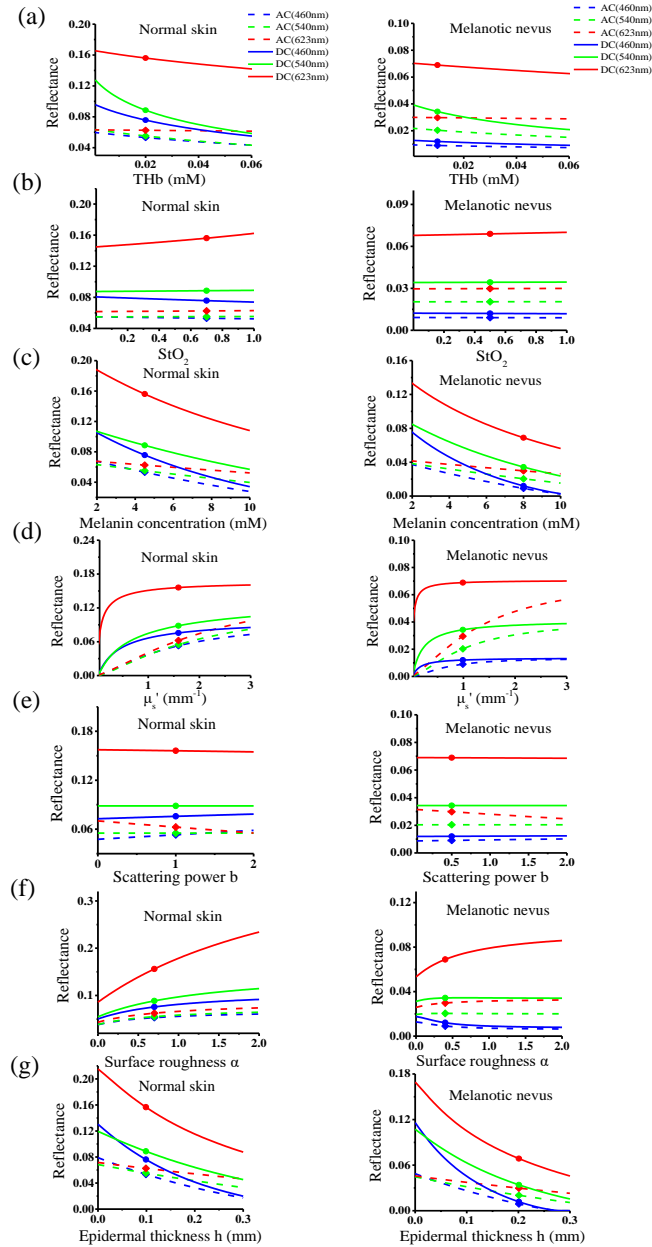 (a)
Normal skin
AC(460nm)
AC(540nm)
AC(623nm)
DC(460nm)
DC(540nm)
DC(623nm)
Reflectance
0.20
0.16
0.12
0.08
0.04
0.02
0.04
0.06
THb (mM)
Melanotic nevus
AC(460nm)
AC(540nm)
AC(623nm)
DC(460nm)
DC(540nm)
DC(623nm)
Reflectance
0.10
0.08
0.06
0.04
0.02
0.02
0.04
0.06
THb (mM)
(b)
Normal skin
Reflectance
0.20
0.16
0.12
0.08
0.04
0.2
0.4
0.6
0.8
1.0
StO2
Melanotic nevus
Reflectance
0.09
0.06
0.03
0.00
0.2
0.4
0.6
0.8
1.0
StO2
(c)
Normal skin
Reflectance
0.20
0.16
0.12
0.08
0.04
2
4
6
8
10
Melanin concentration (mM)
Melanotic nevus
Reflectance
0.16
0.12
0.08
0.04
0.00
2
4
6
8
10
Melanin concentration (mM)
(d)
Normal skin
Reflectance
0.24
0.18
0.12
0.06
0.00
1
2
3
μs' (mm-1)
Melanotic nevus
Reflectance
0.10
0.08
0.06
0.04
0.02
0.00
1
2
3
μs' (mm-1)
(e)
Normal skin
Reflectance
0.18
0.12
0.06
0
1
2
Scattering power b
Melanotic nevus
Reflectance
0.10
0.08
0.06
0.04
0.02
0.00
0.5
1.0
1.5
2.0
Scattering power b
(f)
Normal skin
Reflectance
0.3
0.2
0.1
0.0
0.5
1.0
1.5
2.0
Surface roughness α
Melanotic nevus
Reflectance
0.12
0.08
0.04
0.00
0.0
0.5
1.0
1.5
2.0
Surface roughness α
(g)
Normal skin
Reflectance
0.20
0.16
0.12
0.08
0.04
0.00
0.0
0.1
0.2
0.3
Epidermal thickness h (mm)
Melanotic nevus
Reflectance
0.18
0.12
0.06
0.00
0.0
0.1
0.2
0.3
Epidermal thickness h (mm)